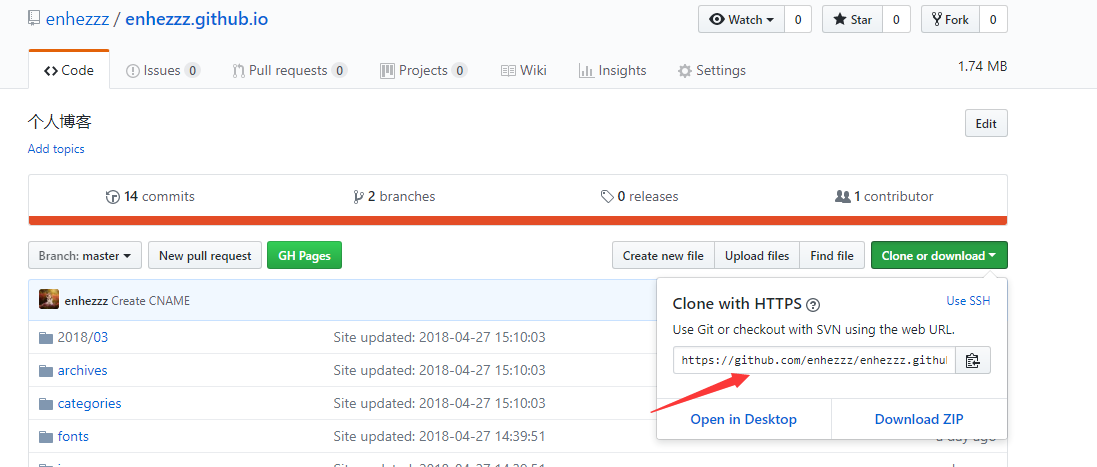 enhezzz / enhezzz.github.io
Watch 0 Star 0 Fork 0
Code Issues 0 Pull requests 0 Projects 0 Wiki Insights Settings 1.74 MB
个人博客
Edit
Add topics
14 commits 2 branches 0 releases 1 contributor
Branch: master New pull request GH Pages Create new file Upload files Find file Clone or download
enhezzz Create CNAME
Clone with HTTPS ? Use SSH
Use Git or checkout with SVN using the web URL.
https://github.com/enhezzz/enhezzz.githu
Open in Desktop Download ZIP
2018/03 Site updated: 2018-04-27 15:10:03
archives Site updated: 2018-04-27 15:10:03
categories Site updated: 2018-04-27 15:10:03
fonts Site updated: 2018-04-27 14:39:51